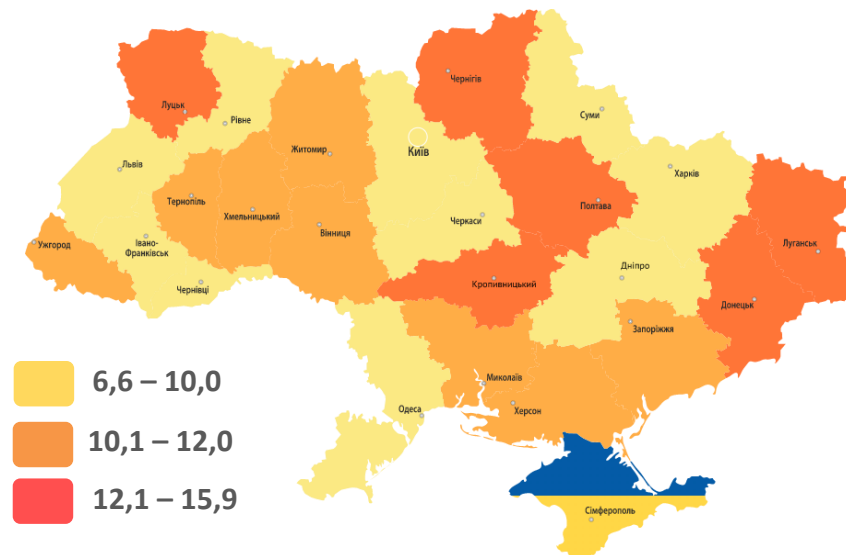 Чернігів
Луцьк
Суми
Рівне
Київ
Житомир
Львів
Харків
Тернопіль
Полтава
Хмельницький
Черкаси
Вінниця
Ужгород
Івано-
Франківськ
Луганськ
Дніпро
Чернівці
Кропивницький
Донецьк
Запоріжжя
6,6 – 10,0
Миколаїв
Херсон
Одеса
10,1 – 12,0
12,1 – 15,9
Сімферополь